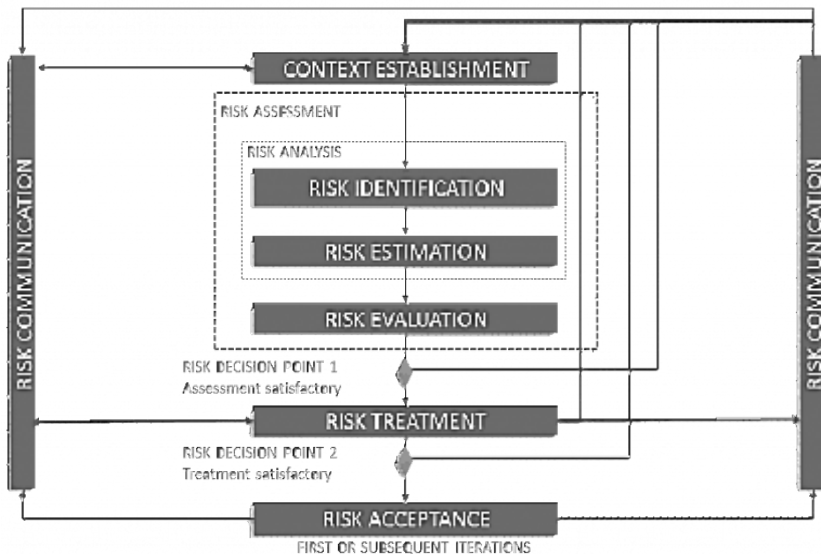 CONTEXT ESTABLISHMENT
RISK ASSESSMENT
RISK ANALYSIS
RISK IDENTIFICATION
RISK ESTIMATION
RISK EVALUATION
RISK DECISION POINT 1
Assessment satisfactory
RISK TREATMENT
RISK DECISION POINT 2
Treatment satisfactory
RISK ACCEPTANCE
FIRST OR SUBSEQUENT ITERATIONS
RISK COMMUNICATION
RISK COMMUNICATION